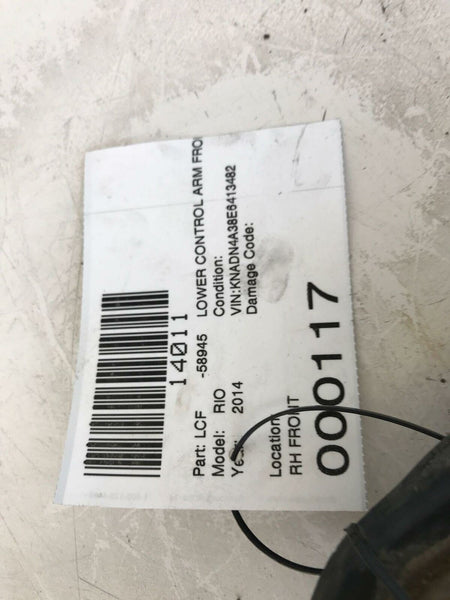 14011
Part: LCF -58945 LOWER CONTROL ARM FRO
Model: RIO Condition:
Year: 2014 VIN:KNADN4A38E6413482
Damage Code:
Location:
RH FRONT
000117